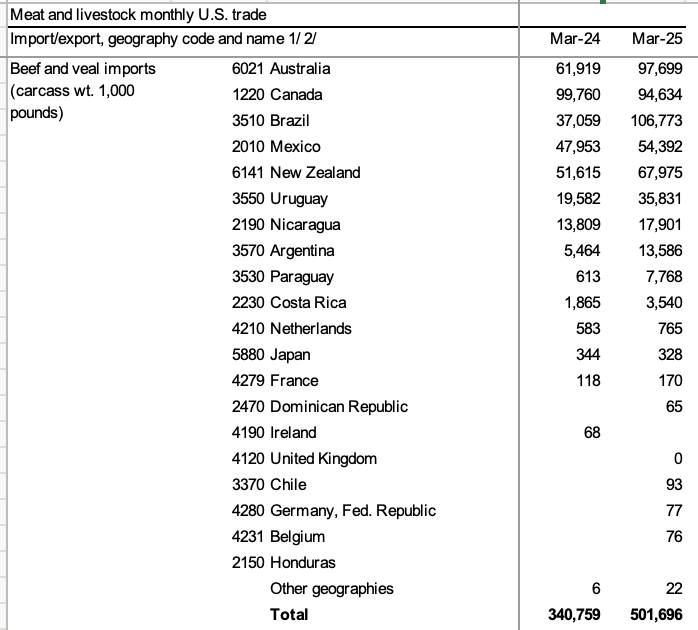 Meat and livestock monthly U.S. trade
Import/export, geography code and name 1/ 2/ Mar-24 Mar-25
Beef and veal imports 6021 Australia 61,919 97,699
(carcass wt. 1,000 1220 Canada 99,760 94,634
pounds) 3510 Brazil 37,059 106,773
2010 Mexico 47,953 54,392
6141 New Zealand 51,615 67,975
3550 Uruguay 19,582 35,831
2190 Nicaragua 13,809 17,901
3570 Argentina 5,464 13,586
3530 Paraguay 613 7,768
2230 Costa Rica 1,865 3,540
4210 Netherlands 583 765
5880 Japan 344 328
4279 France 118 170
2470 Dominican Republic 65
4190 Ireland 68
4120 United Kingdom 0
3370 Chile 93
4280 Germany, Fed. Republic 77
4231 Belgium 76
2150 Honduras
Other geographies 6 22
Total 340,759 501,696